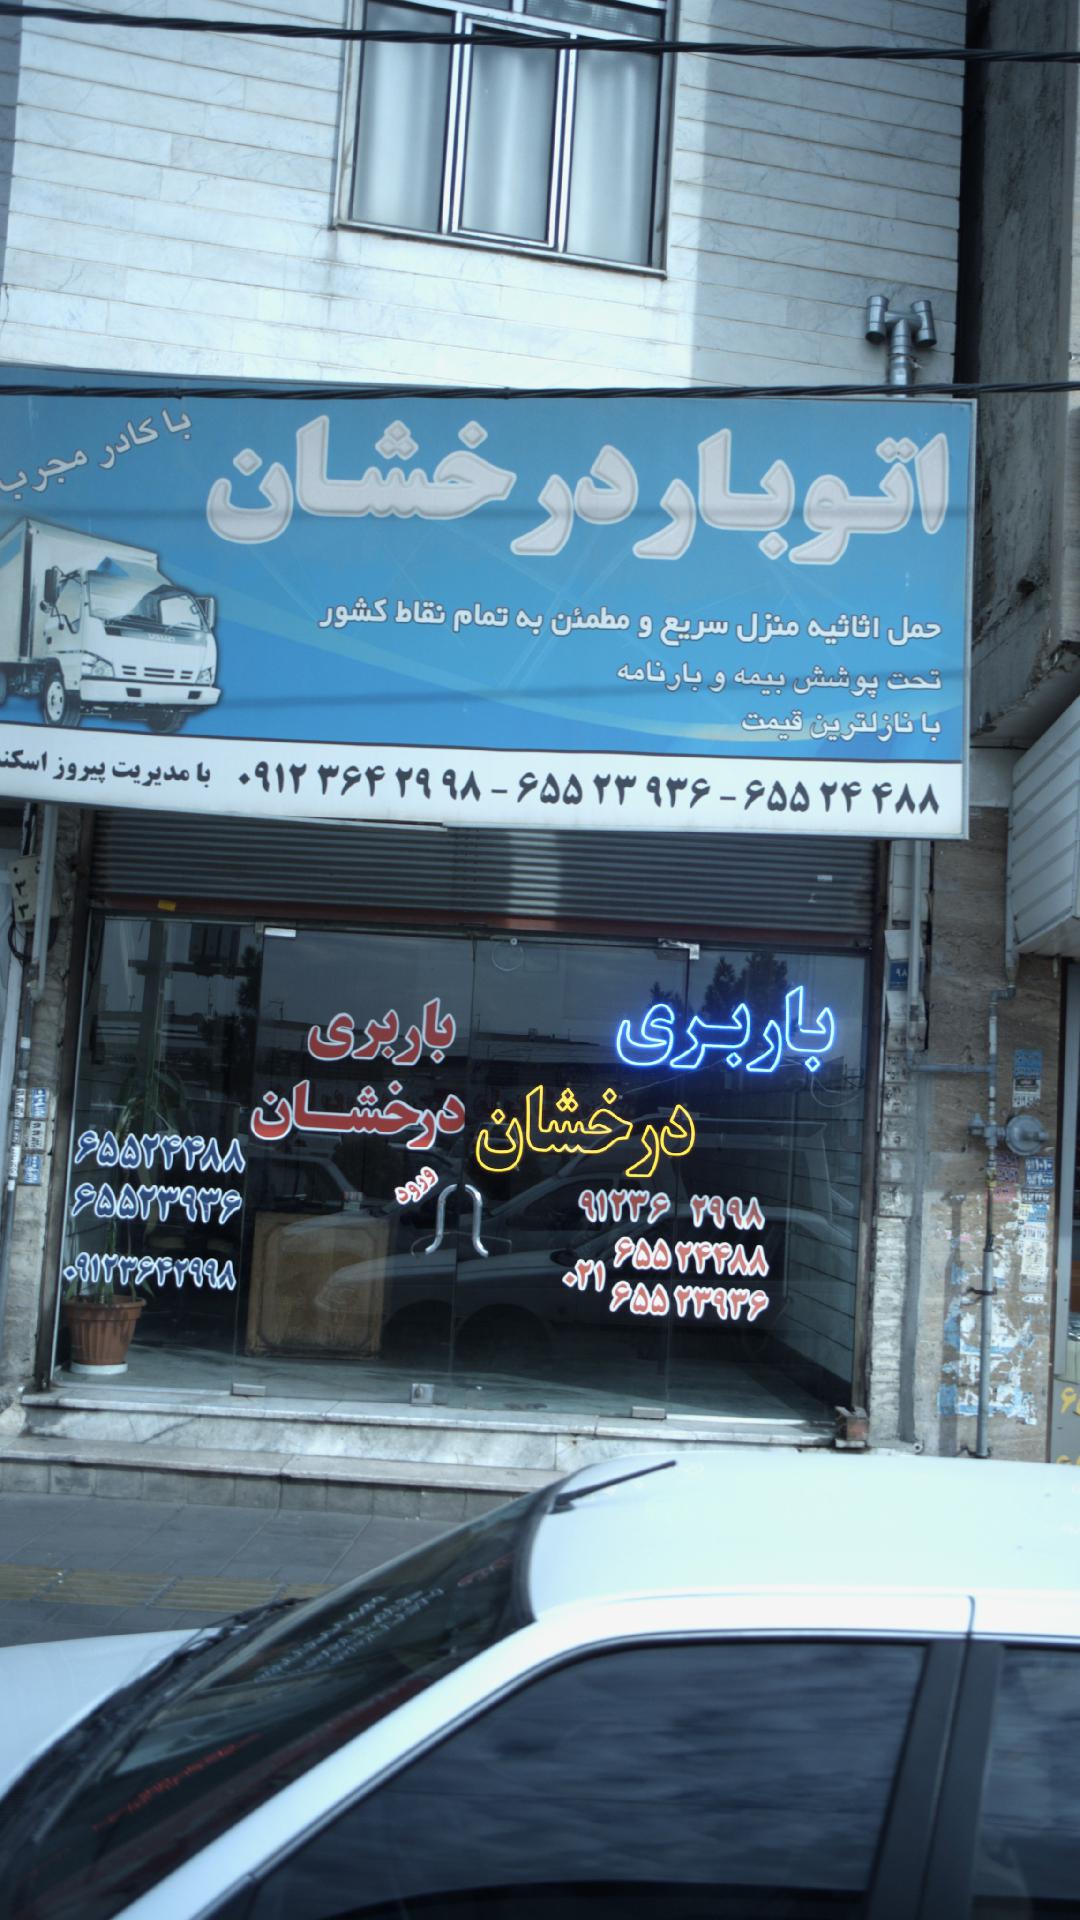 با کادر مجرب
اتوبار درخشان
حمل اثاثیه منزل سریع و مطمئن به تمام نقاط کشور
تحت پوشش بیمه و بارنامه
با نازلترین قیمت
USUZI
۶۵۵ ۲۴ ۴۸۸ - ۶۵۵ ۲۳ ۹۳۶ - ۰۹۱۲ ۳۶۴ ۲۹ ۹۸
با مدیریت پیروز
باربری
درخشان
۹۱۲۳۶ ۲۹۹۸
۰۲۱
۶۵۵ ۲۴۴۸۸
۶۵۵ ۲۳۹۳۶
باربری
درخشان
ورود
۶۵۵۲۴۴۸۸
۶۵۵۲۳۹۳۶
۰۹۱۲۳۶۴۲۹۹۸